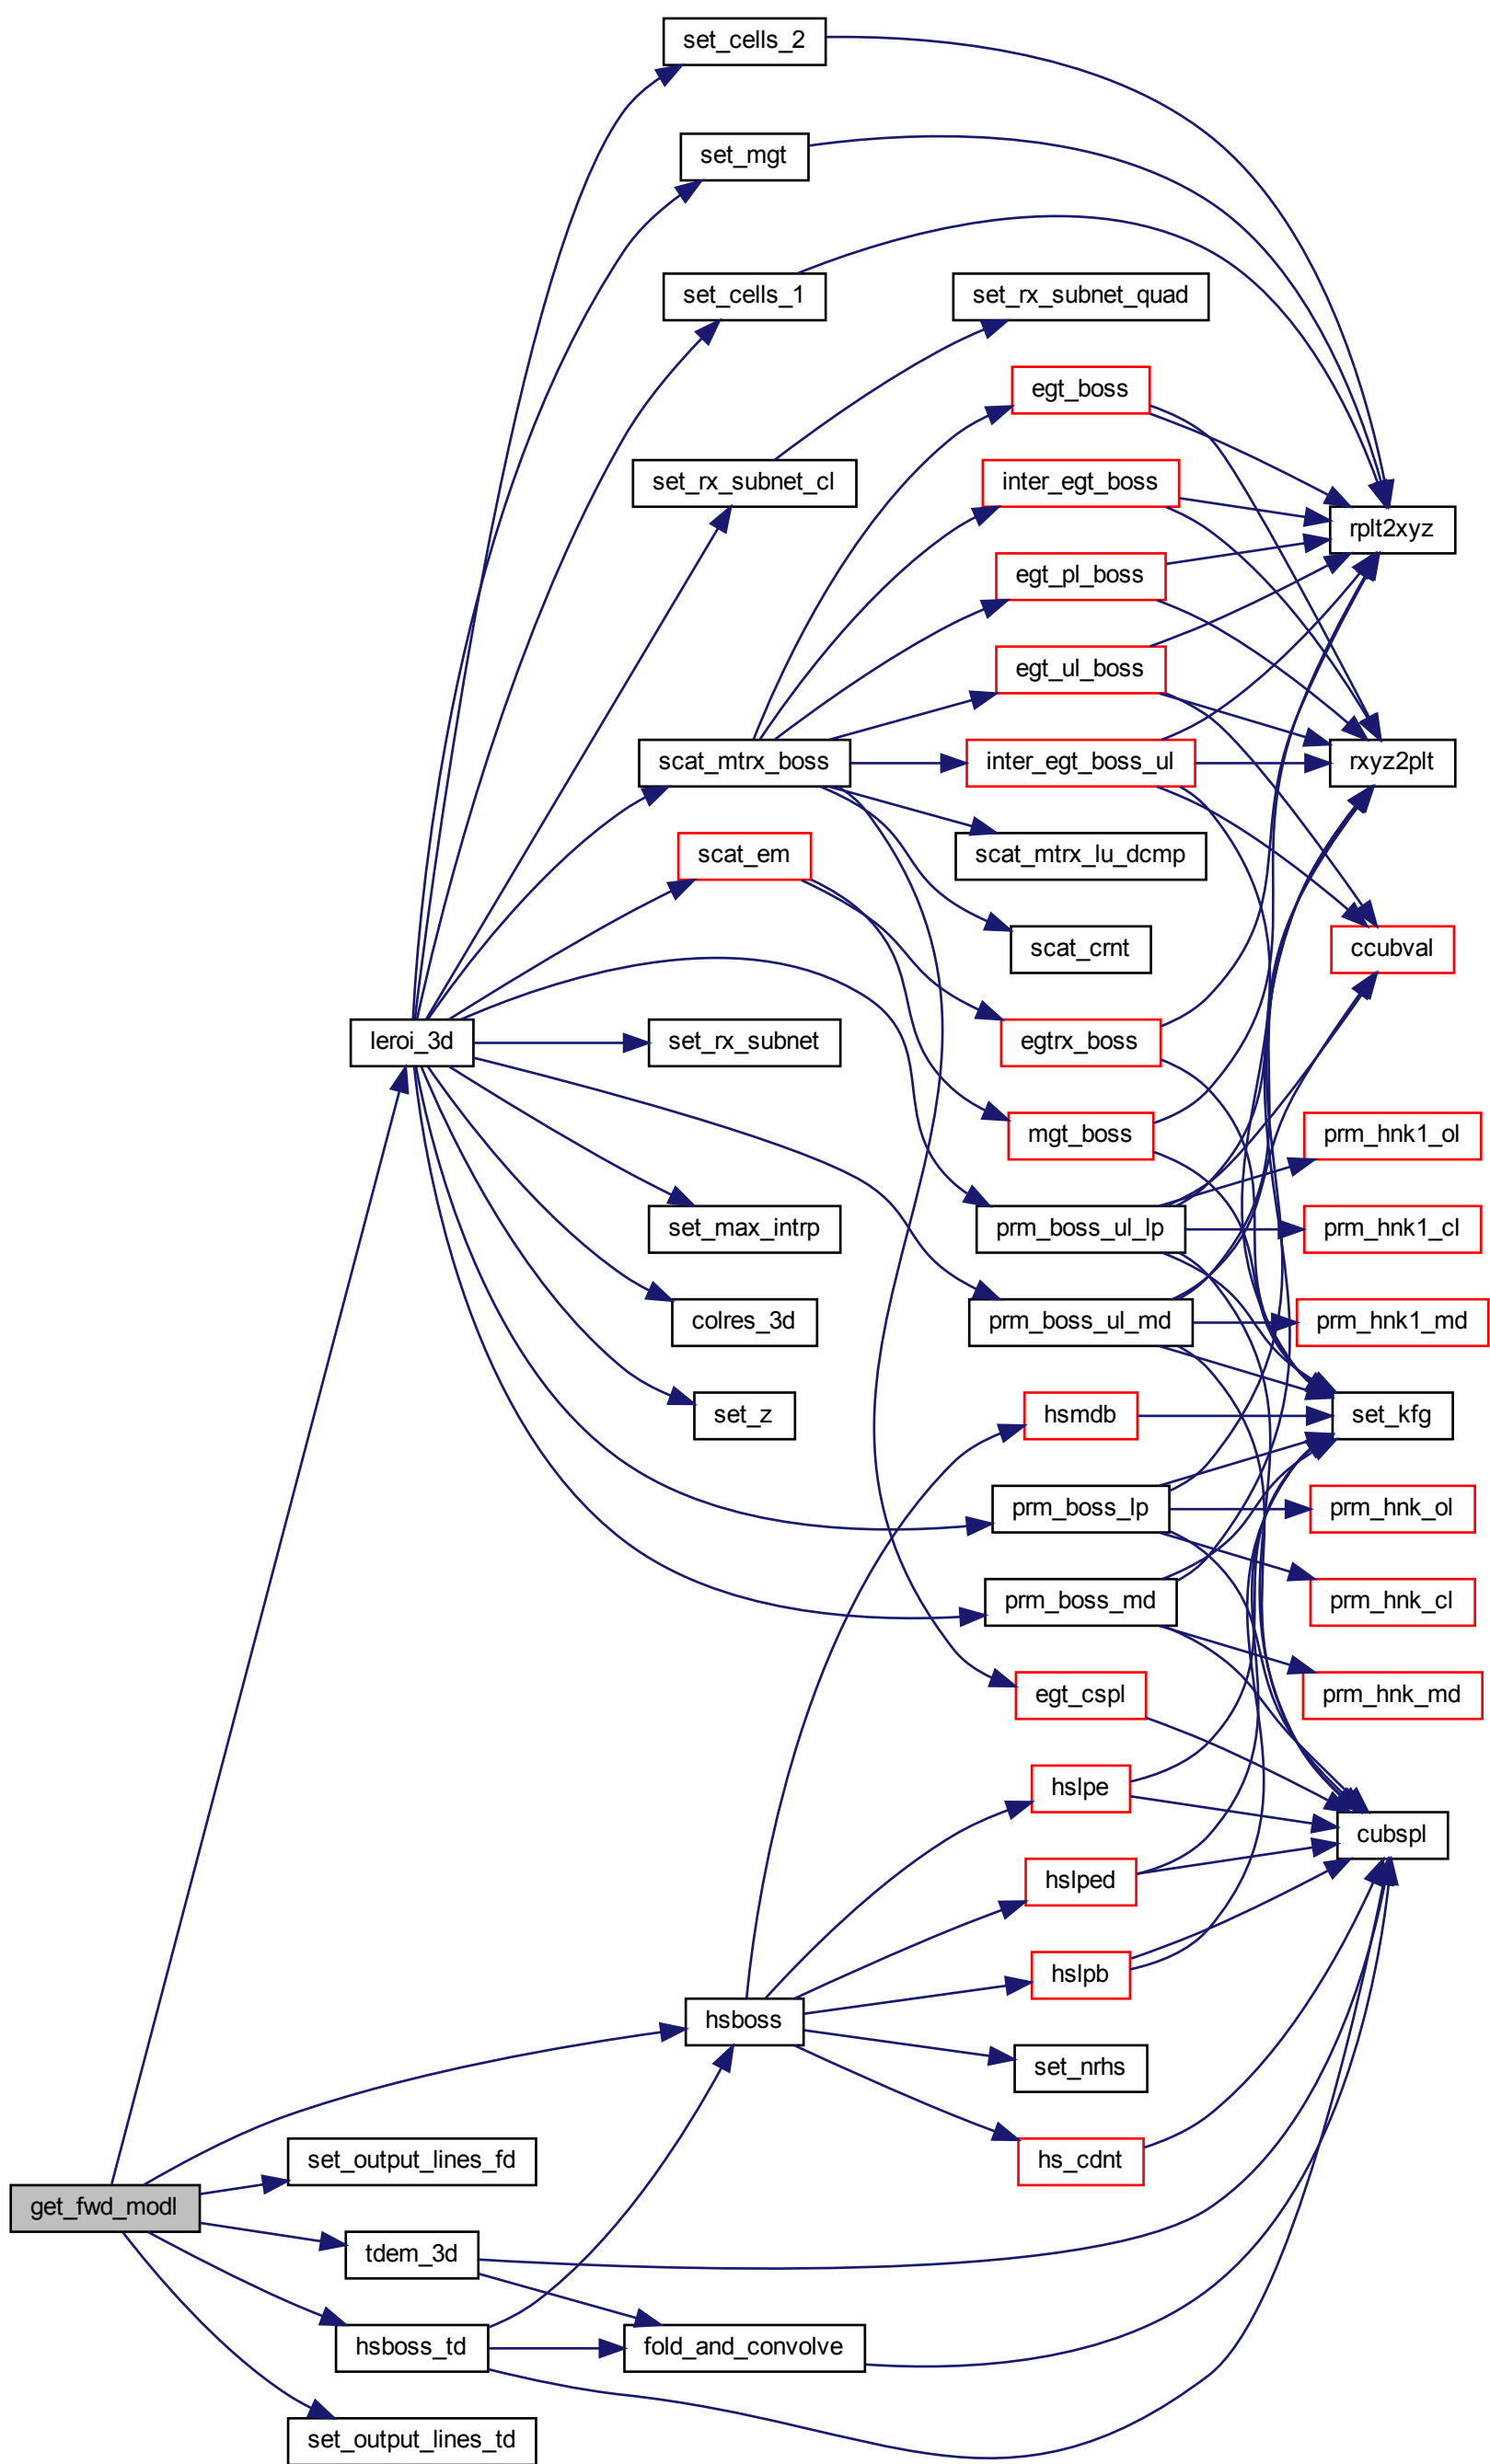 set_cells_2
set_mgt
set_cells_1
set_rx_subnet_quad
egt_boss
set_rx_subnet_cl
inter_egt_boss
rplt2xyz
egt_pl_boss
egt_ul_boss
scat_mtrx_boss
inter_egt_boss_ul
rxyz2plt
scat_em
scat_mtrx_lu_dcmp
scat_crnt
ccubval
leroi_3d
set_rx_subnet
egtrx_boss
mgt_boss
prm_hnk1_ol
set_max_intrp
prm_boss_ul_lp
prm_hnk1_cl
colres_3d
prm_boss_ul_md
prm_hnk1_md
set_z
hsmdb
set_kfg
prm_boss_lp
prm_hnk_ol
prm_boss_md
prm_hnk_cl
egt_cspl
prm_hnk_md
hslpe
cubspl
hslped
hslpb
hsboss
set_nrhs
set_output_lines_fd
hs_cdnt
get_fwd_modl
tdem_3d
hsboss_td
fold_and_convolve
set_output_lines_td